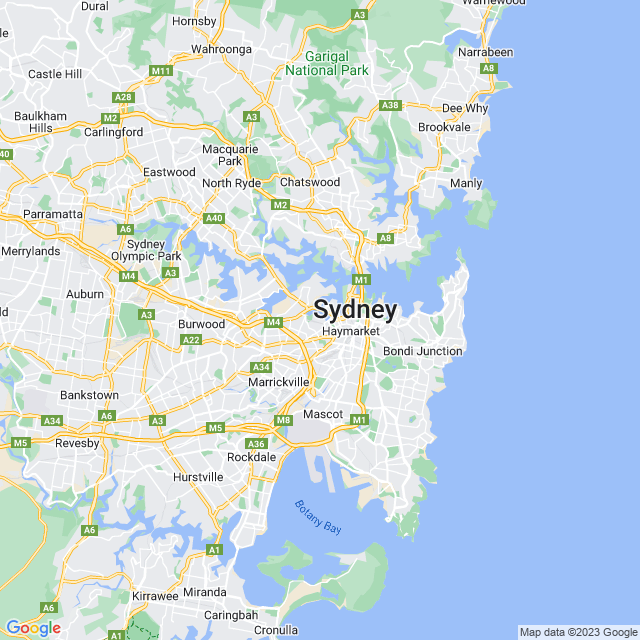 Dural
Hornsby
A3
Warriewood
Wahroonga
Garigal
National Park
Narrabeen
Castle Hill
M11
A8
A28
A38
Dee Why
Baulkham
Hills
M2
A3
Brookvale
Carlingford
40
Macquarie
Park
Eastwood
North Ryde
Chatswood
Manly
M2
Parramatta
A40
A6
A8
Merrylands
Sydney
Olympic Park
A3
M4
M1
Auburn
Sydney
A3
Burwood
M4
Haymarket
A22
Bondi Junction
A34
Marrickville
Bankstown
A6
Mascot
A34
A3
M8
M1
M5
M5
Revesby
A36
Rockdale
Hurstville
Botany Bay
A6
A1
Kirrawee
Miranda
A6
Caringbah
Google
A1
Cronulla
Map data ©2023 Google